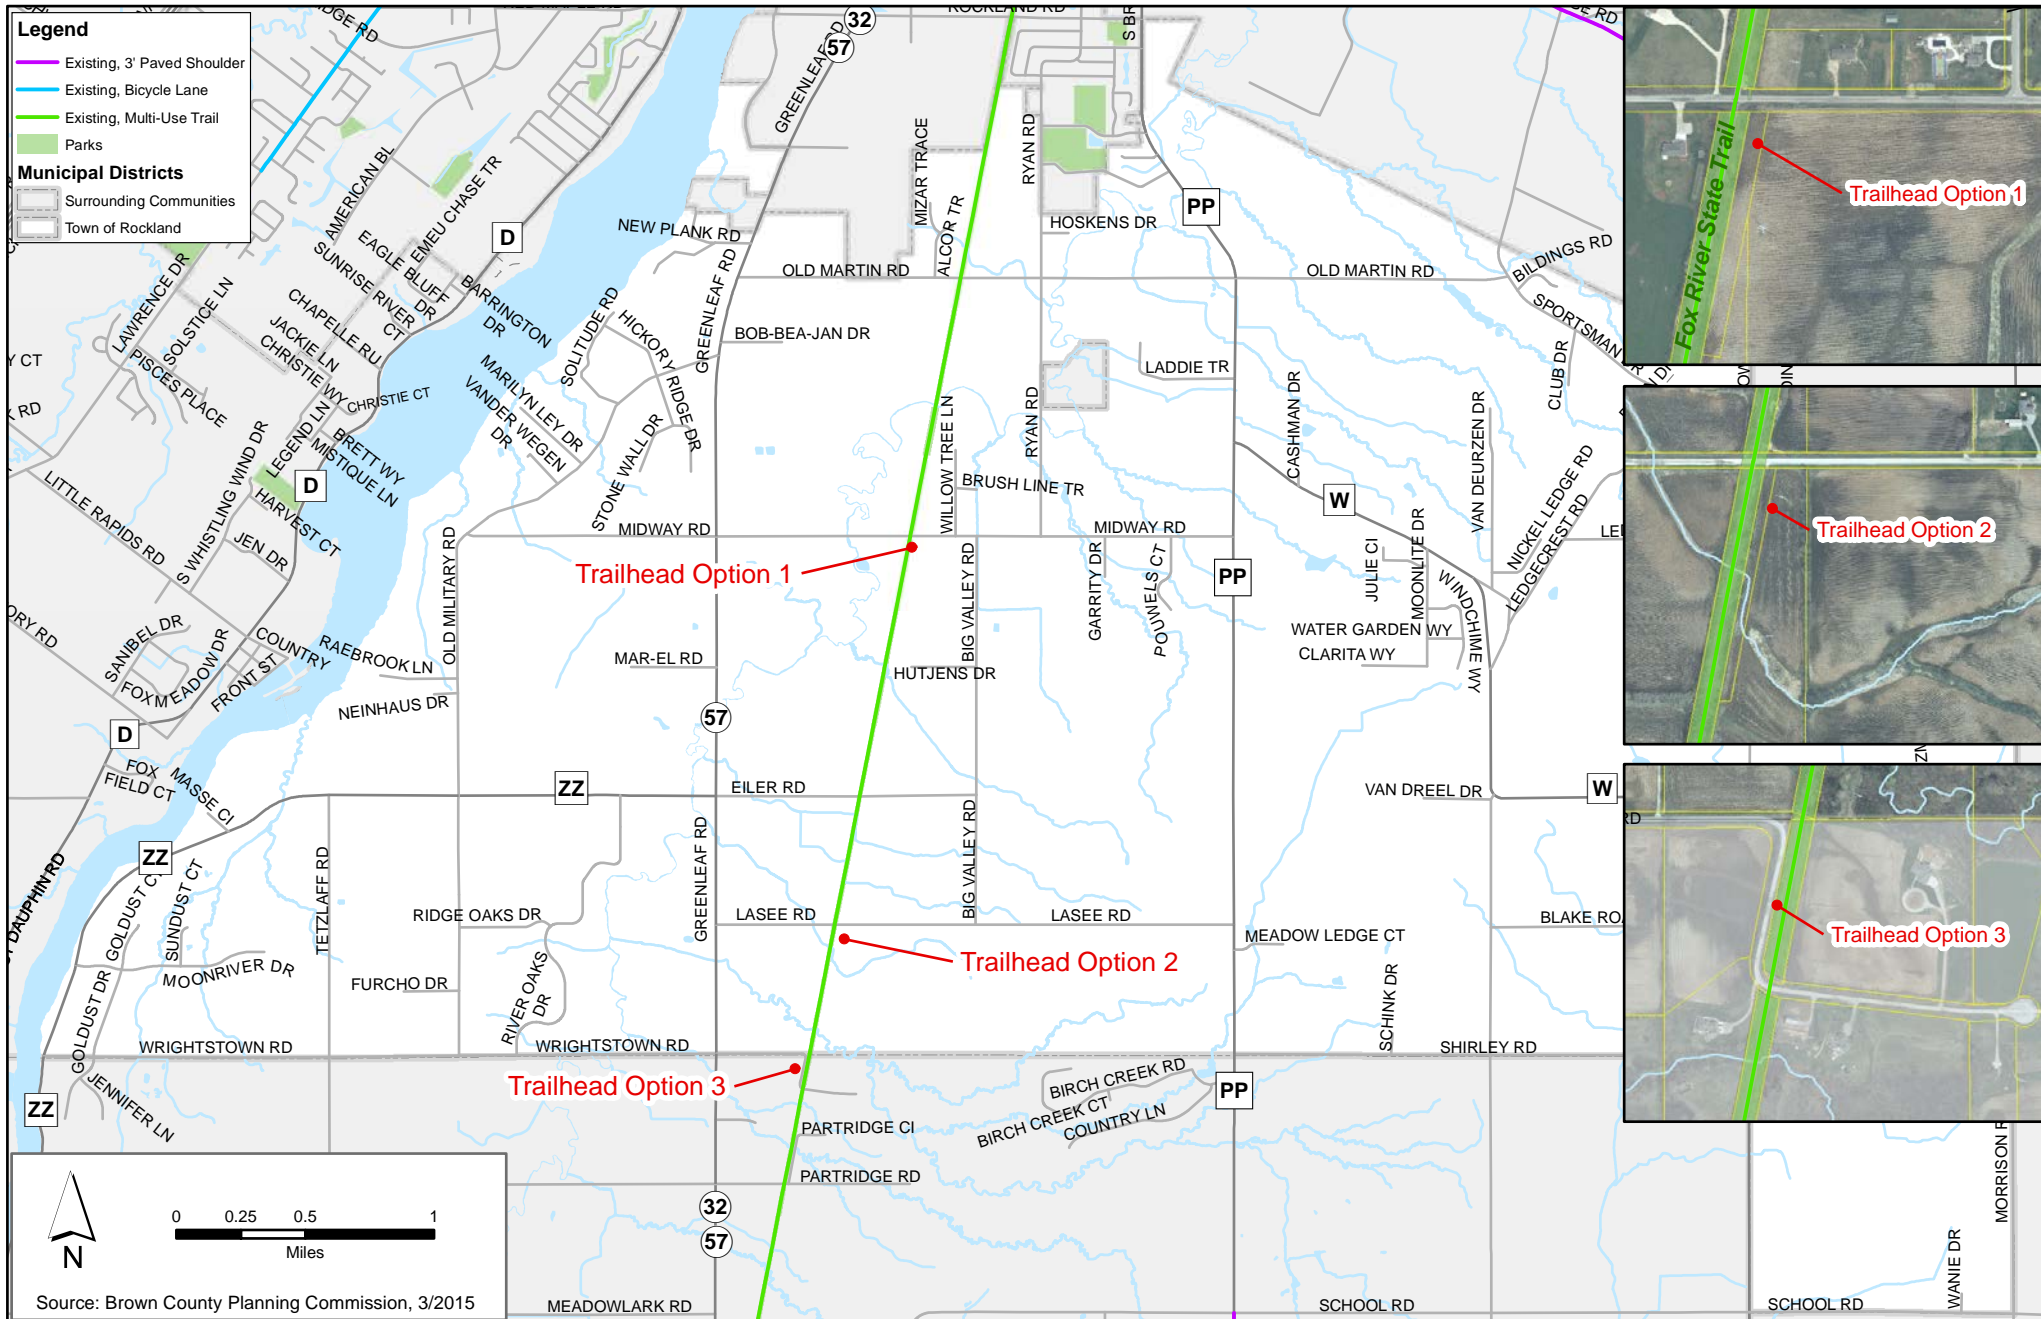 Legend
Existing, 3' Paved Shoulder
Existing, Bicycle Lane
Existing, Multi-Use Trail
Parks
Municipal Districts
Surrounding Communities
Town of Rockland
ROCKLAND RD
32
57
GREENLEAF RD
MIZAR TRACE
ALCOR TR
RYAN RD
HOSKENS DR
PP
NEW PLANK RD
OLD MARTIN RD
OLD MARTIN RD
BILDINGS RD
SPORTSMAN DR
CLUB DR
AMERICAN BL
EMEU CHASE TR
D
EAGLE BLUFF DR
SUNRISE RIVER CT
BARRINGTON DR
CHAPELLE RU
JACKIE LN
CHRISTIE WY
CHRISTIE CT
LAWRENCE DR
SOLSTICE LN
PISCES PLACE
LEGEND LN
BRETT WY
MISTIQUE LN
D
HARVEST CT
S WHISTLING WIND DR
LITTLE RAPIDS RD
JEN DR
SOLITUDE RD
HICKORY RIDGE DR
GREENLEAF RD
BOB-BEA-JAN DR
MARILYN LEY DR
VANDER WEGEN DR
STONE WALL DR
WILLOW TREE LN
RYAN RD
BRUSH LINE TR
LADDIE TR
CASHMAN DR
W
VAN DEURZEN DR
NICKEL LEDGE RD
LEDGECREST RD
MIDWAY RD
MIDWAY RD
Trailhead Option 1
OLD MILITARY RD
BIG VALLEY RD
GARRITY DR
POUWELS CT
PP
JULIE CI
MOONLITE DR
WINDCHIME WY
WATER GARDEN WY
CLARITA WY
SANIBEL DR
FOX MEADOW DR
FRONT ST
COUNTRY
RAEBROOK LN
NEINHAUS DR
MAR-EL RD
HUTJENS DR
57
D
FOX FIELD CT
MASSE CI
ZZ
EILER RD
VAN DREEL DR
W
ZZ
GOLDUST CT
SUNDUST CT
TETZLAFF RD
GREENLEAF RD
BIG VALLEY RD
RIDGE OAKS DR
LASEE RD
LASEE RD
MEADOW LEDGE CT
Trailhead Option 2
MOONRIVER DR
GOLDUST DR
FURCHO DR
RIVER OAKS DR
SCHINK DR
WRIGHTSTOWN RD
WRIGHTSTOWN RD
SHIRLEY RD
Trailhead Option 3
JENNIFER LN
ZZ
BIRCH CREEK RD
BIRCH CREEK CT
COUNTRY LN
PP
PARTRIDGE CI
PARTRIDGE RD
32
57
MEADOWLARK RD
SCHOOL RD
SCHOOL RD
WANIE DR
Fox River State Trail
Trailhead Option 1
Trailhead Option 2
Trailhead Option 3
N
0 0.25 0.5 1
Miles
Source: Brown County Planning Commission, 3/2015